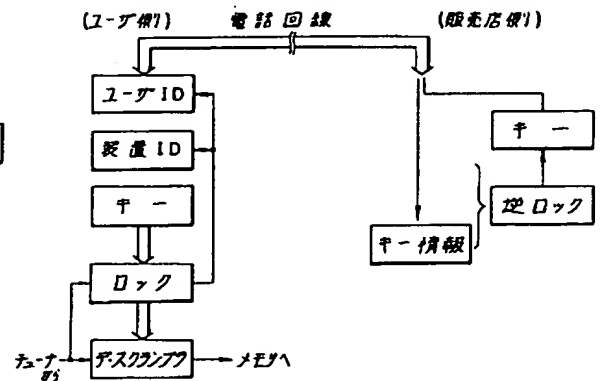 (ユーザ側)
電話回線
(販売店側)
ユーザID
装置ID
キー
ロック
チューナから
ディスクランブラ
メモリへ
キー
逆ロック
キー情報